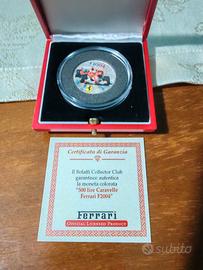 Certificato di Garanzia
Il Bolaffi Collector Club
garantisce autentica
la moneta colorata
"500 lire Caravelle
Ferrari F2004"
Ferrari
OFFICIAL LICENSED PRODUCT
subito